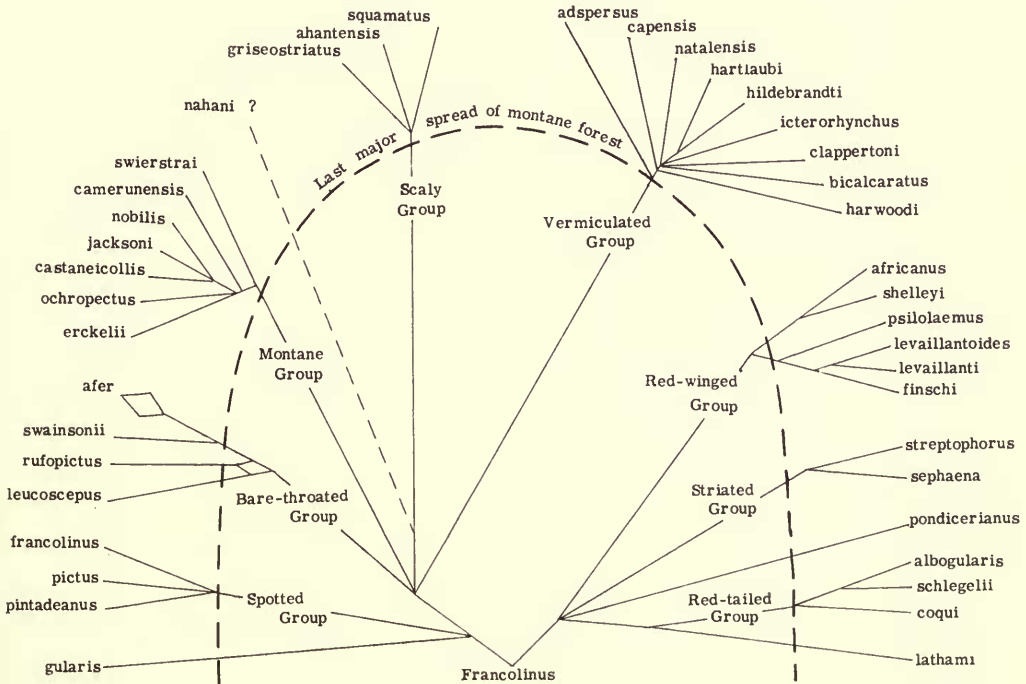 squamatus
ahantensis
griseostriatus
nahani ?
swierstrai
camerunensis
nobilis
jacksoni
castaneicollis
ochropectus
erckelii
afer
swainsonii
rufopictus
leucoscepus
francolinus
pictus
pintadeanus
gularis
adspersus
capensis
natalensis
hartlaubi
hildebrandti
icterorhynchus
clappertoni
bicalcaratus
harwoodi
africanus
shelleyi
psilolaemus
levaillantoides
levaillanti
finschi
streptophorus
sephaena
pondicerianus
albogularis
schlegelii
coqui
lathami
Last major spread of montane forest
Scaly
Group
Vermiculated
Group
Montane
Group
Red-winged
Group
Bare-throated
Group
Striated
Group
Spotted
Group
Red-tailed
Group
Francolinus